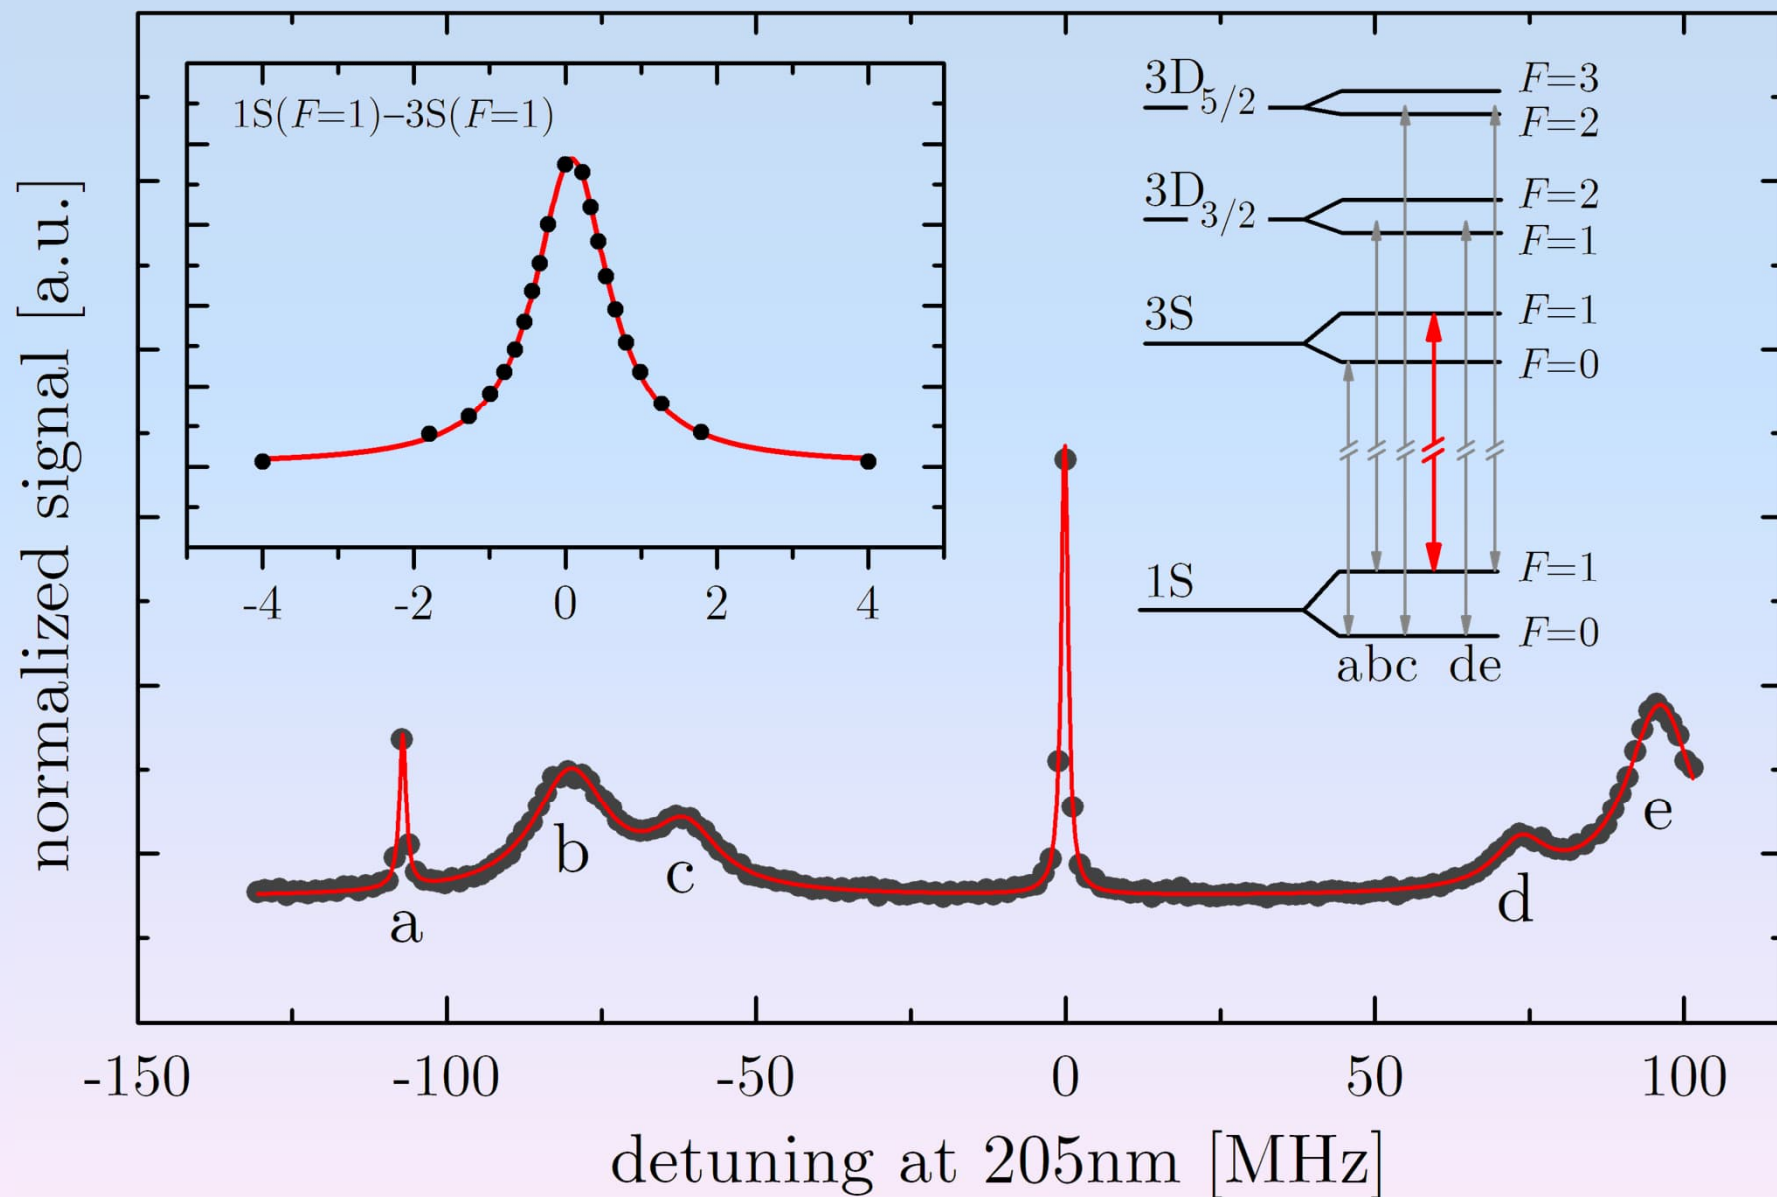 normalized signal [a.u.]
1S(F=1)–3S(F=1)
-4 -2 0 2 4
3D5/2
F=3
F=2
3D3/2
F=2
F=1
3S
F=1
F=0
1S
F=1
F=0
abc de
a
b
c
d
e
-150 -100 -50 0 50 100
detuning at 205nm [MHz]